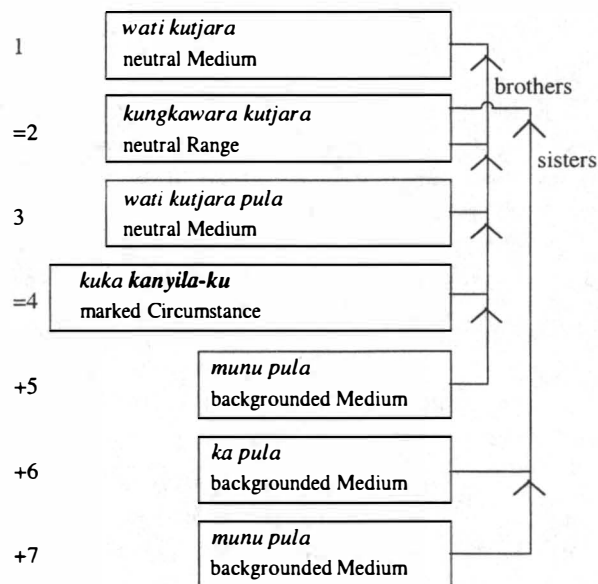 1
wati kutjara
neutral Medium
brothers
=2
kungkawara kutjara
neutral Range
sisters
3
wati kutjara pula
neutral Medium
=4
kuka kanyila-ku
marked Circumstance
+5
munu pula
backgrounded Medium
+6
ka pula
backgrounded Medium
+7
munu pula
backgrounded Medium